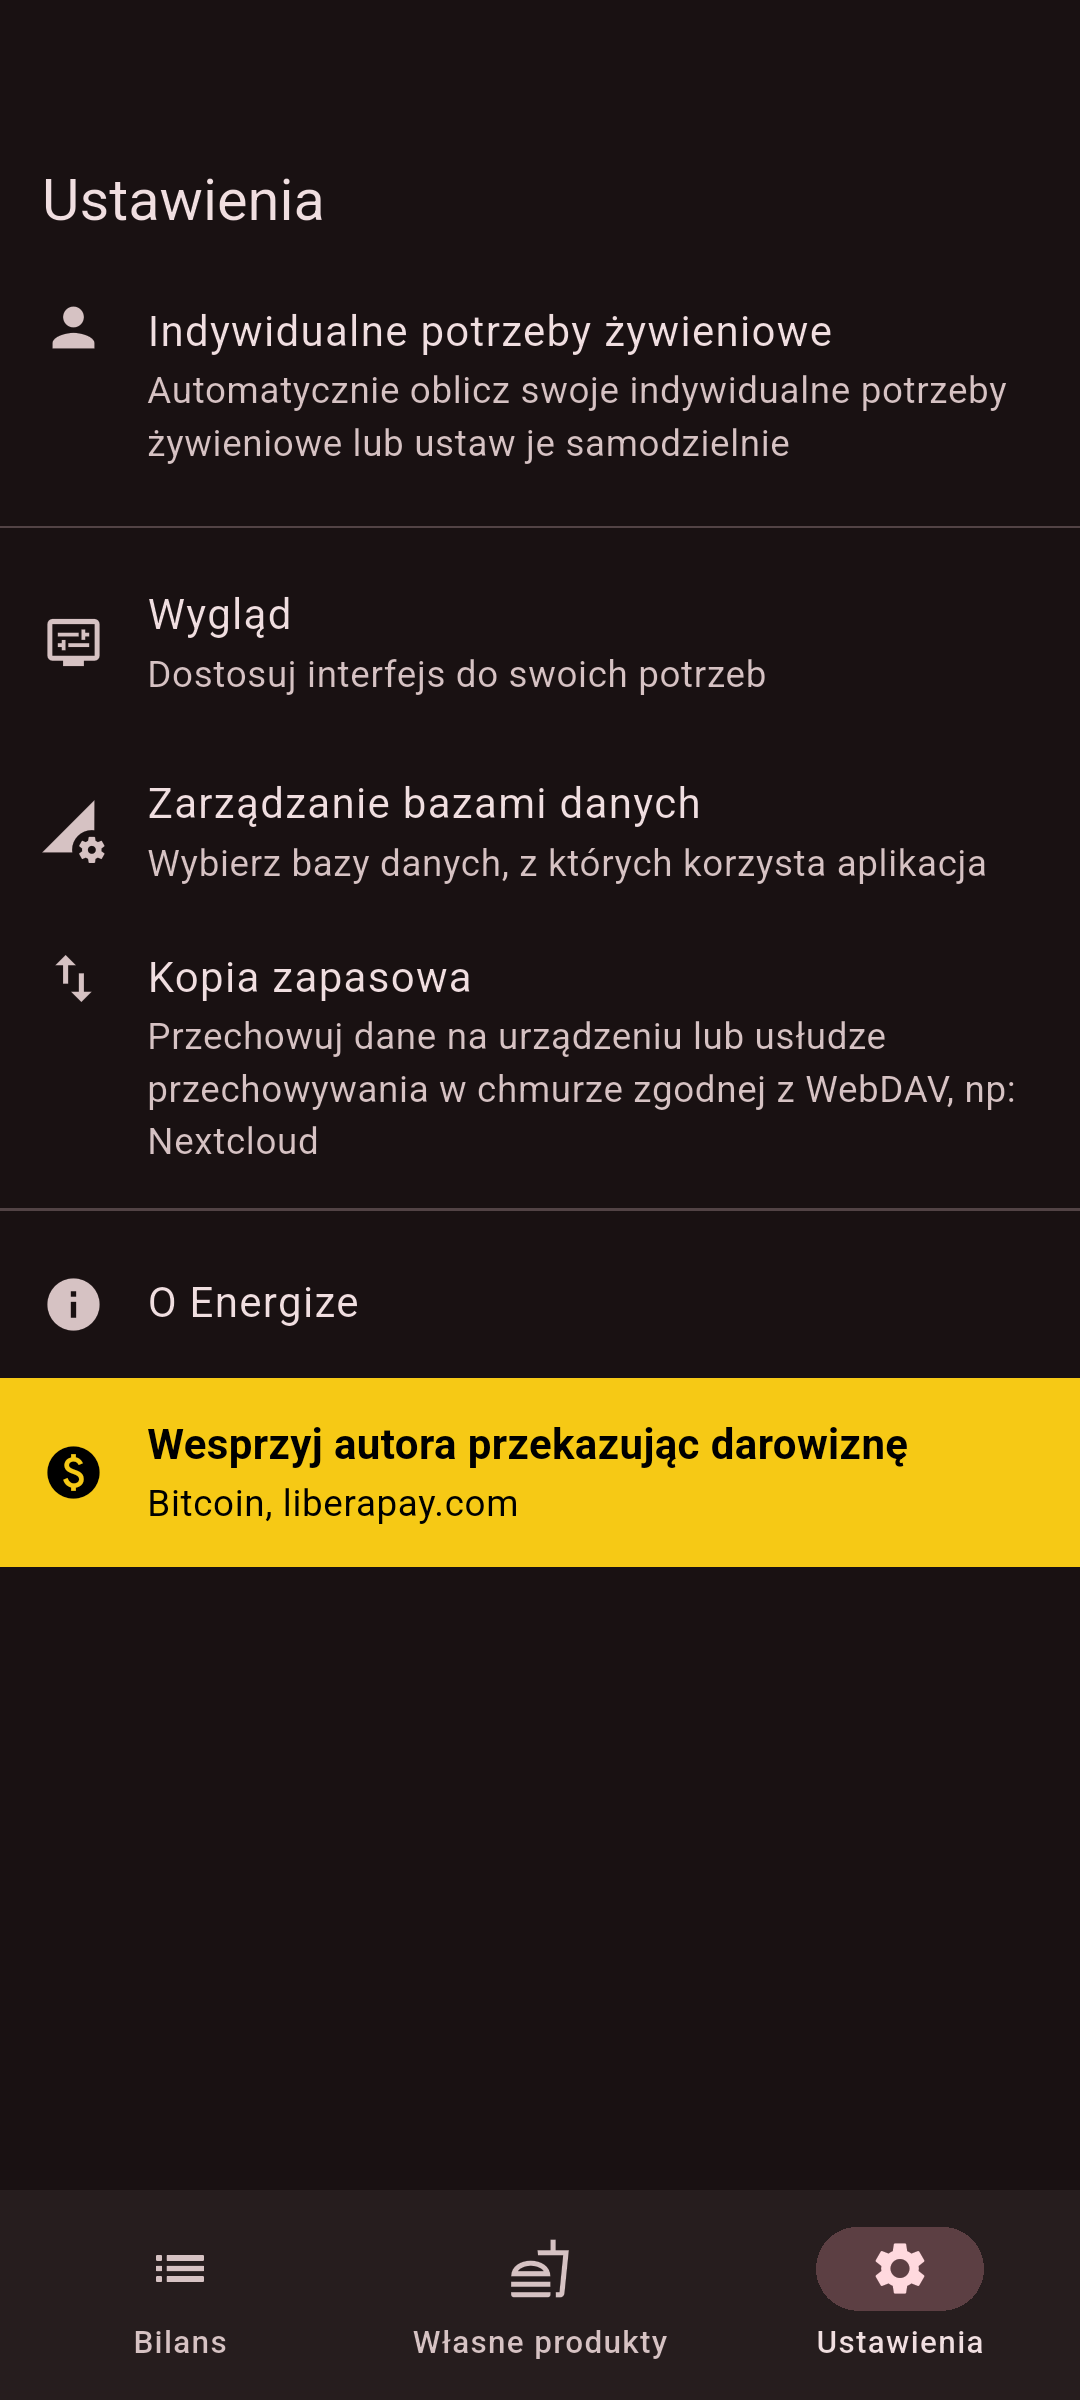 Ustawienia
Indywidualne potrzeby żywieniowe
Automatycznie oblicz swoje indywidualne potrzeby
żywieniowe lub ustaw je samodzielnie
Wygląd
Dostosuj interfejs do swoich potrzeb
Zarządzanie bazami danych
Wybierz bazy danych, z których korzysta aplikacja
Kopia zapasowa
Przechowuj dane na urządzeniu lub usłudze
przechowywania w chmurze zgodnej z WebDAV, np:
Nextcloud
O Energize
Wesprzyj autora przekazując darowiznę
Bitcoin, liberapay.com
Bilans
Własne produkty
Ustawienia